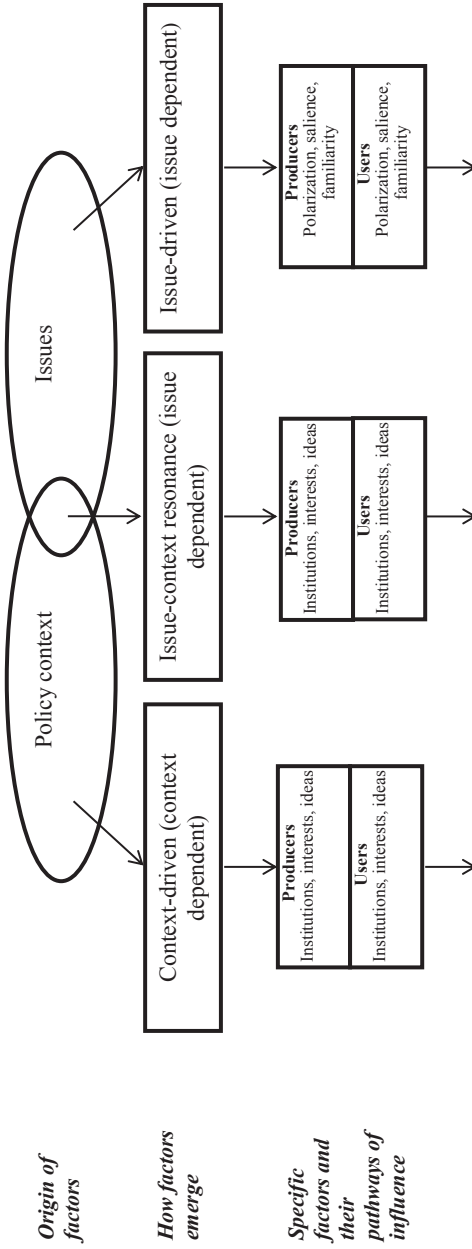 Origin of
factors
Policy context
Issues
How factors
emerge
Context-driven (context
dependent)
Issue-context resonance (issue
dependent)
Issue-driven (issue dependent)
Specific
factors and
their
pathways of
influence
Producers
Institutions, interests, ideas
Users
Institutions, interests, ideas
Producers
Institutions, interests, ideas
Users
Institutions, interests, ideas
Producers
Polarization, salience,
familiarity
Users
Polarization, salience,
familiarity